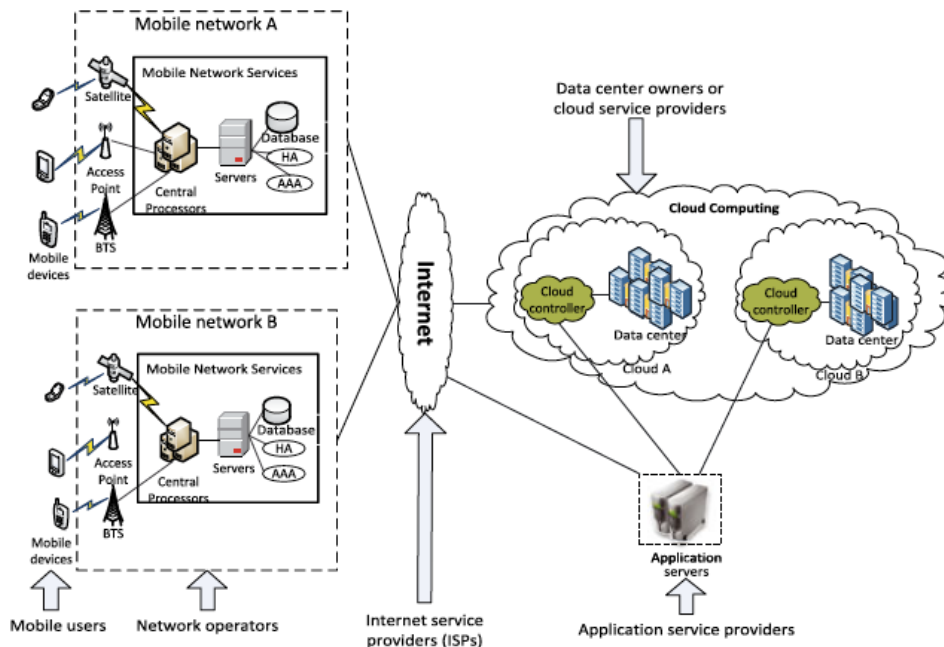 Mobile network A
Mobile Network Services
Satellite
Database
HA
AAA
Access
Point
Servers
Central
Processors
BTS
Mobile
devices
Mobile network B
Mobile Network Services
Satellite
Database
HA
AAA
Access
Point
Servers
Central
Processors
BTS
Mobile
devices
Mobile users
Network operators
Internet
Internet service
providers (ISPs)
Data center owners or
cloud service providers
Cloud Computing
Cloud
controller
Data center
Cloud A
Cloud
controller
Data center
Cloud B
Application
servers
Application service providers